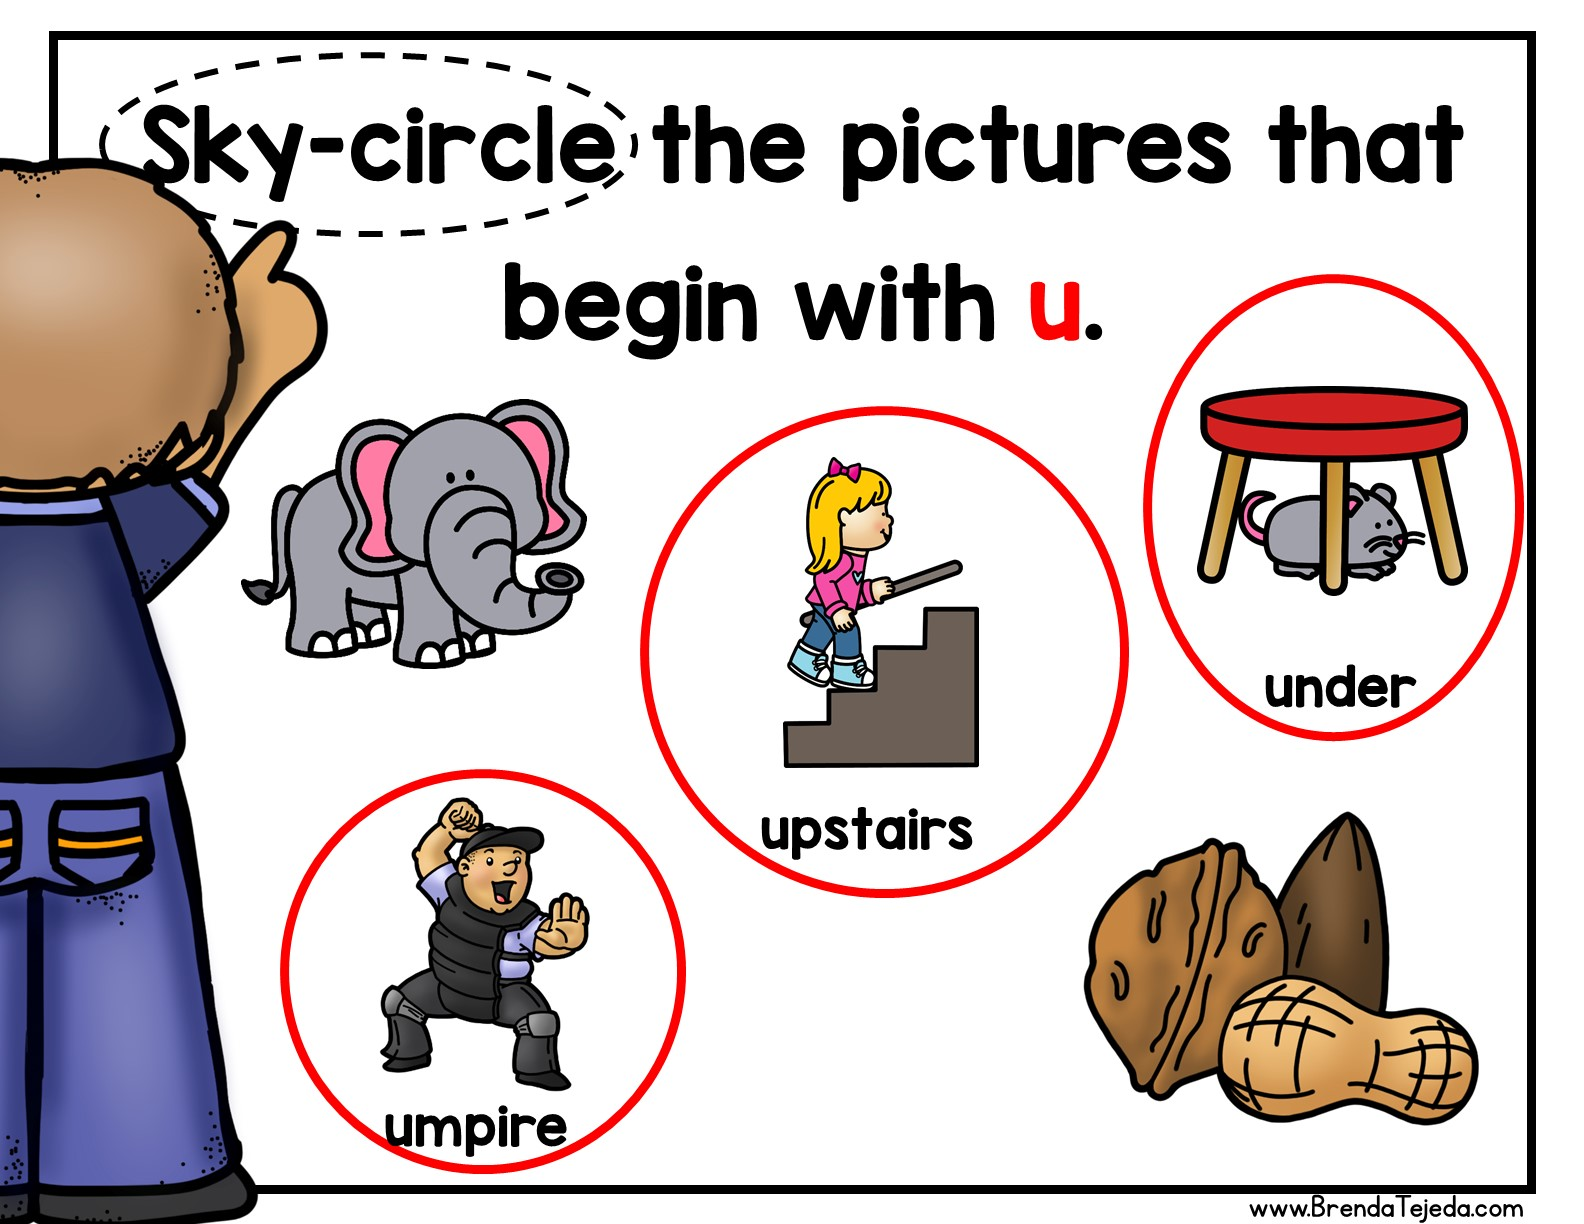 Sky-circle the pictures that
begin with u.
under
upstairs
umpire
www.BrendaTejeda.com